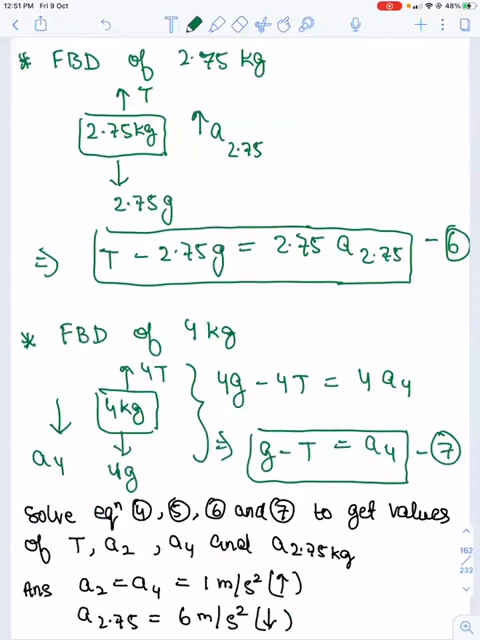 12:51 PM Fri 9 Oct
48%
* FBD of 2.75 kg
↑ T
2.75kg ↑ a 2.75
2.75g
⇒ T - 2.75g = 2.75 a 2.75 - 6
* FBD of 4 kg
↑ 4T
4kg 4g - 4T = 4 a4
a4 4g ⇒ g - T = a4 - 7
Solve eqn 4, 5, 6 and 7 to get values
of T, a2, a4 and a 2.75kg
Ans a2 = a4 = 1 m/s² (↑)
a2.75 = 6 m/s² (↓)
162
232